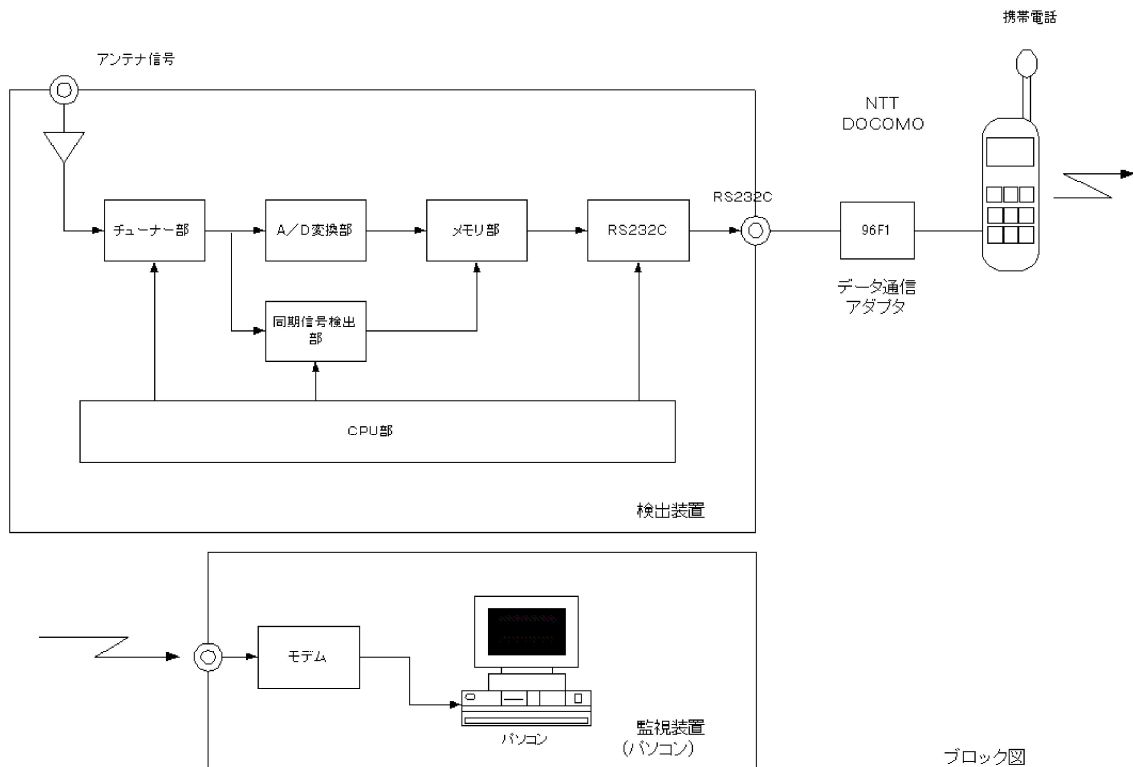 携帯電話
アンテナ信号
NTT
DOCOMO
RS232C
チューナー部
A/D変換部
メモリ部
RS232C
96F1
データ通信
アダプタ
同期信号検出
部
CPU部
検出装置
モデム
パソコン
監視装置
(パソコン)
ブロック図